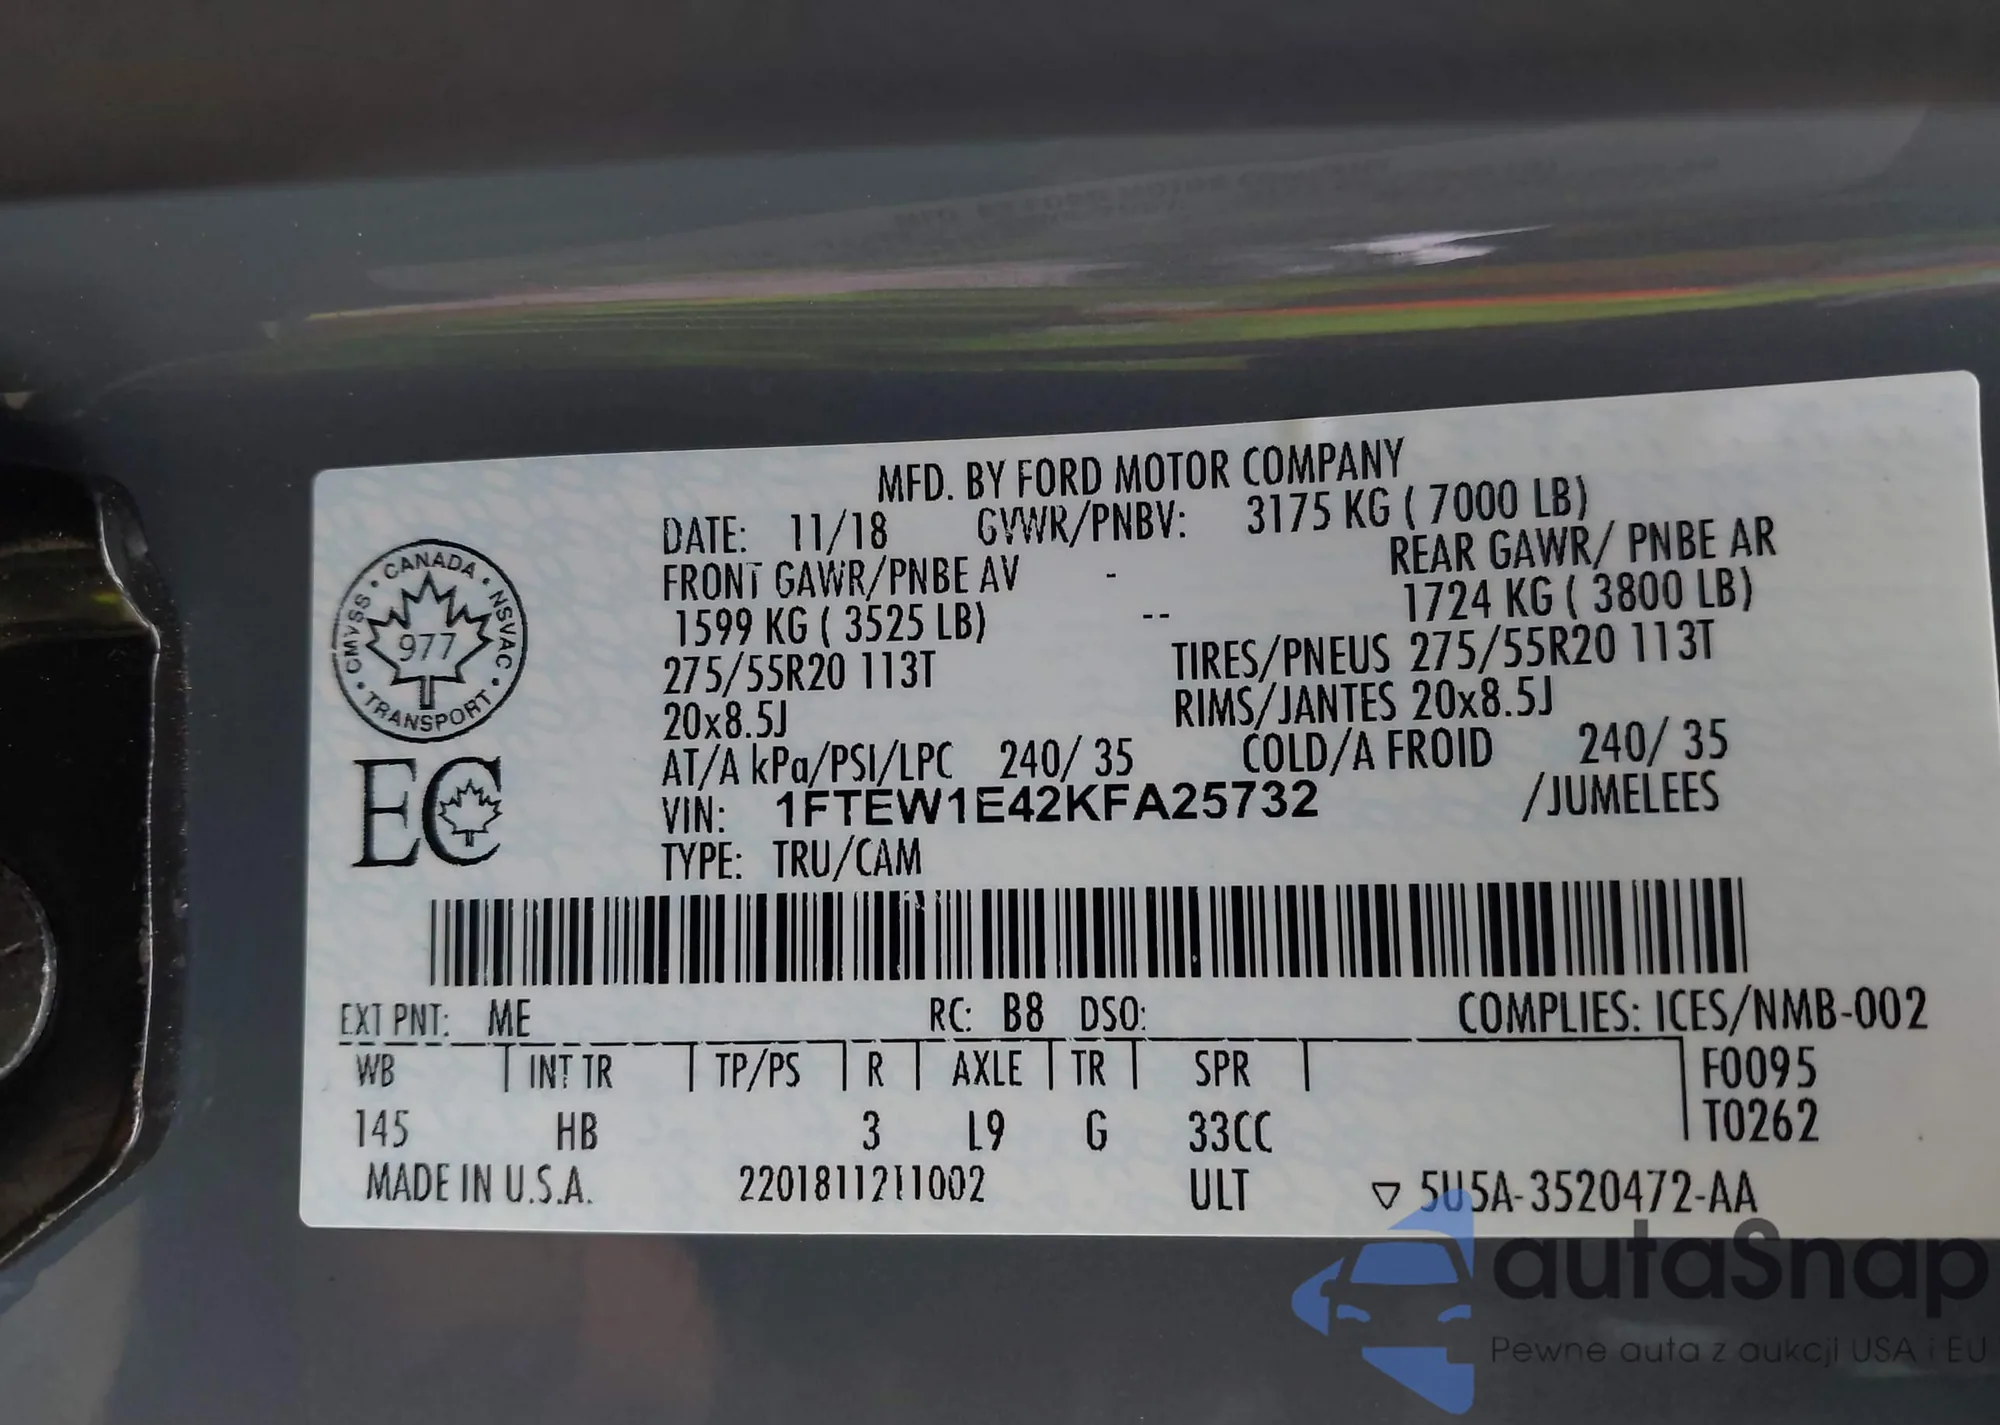 MFD. BY FORD MOTOR COMPANY
DATE: 11/18 GVWR/PNBV: 3175 KG ( 7000 LB)
FRONT GAWR/PNBE AV - REAR GAWR/ PNBE AR
1599 KG ( 3525 LB) -- 1724 KG ( 3800 LB)
275/55R20 113T TIRES/PNEUS 275/55R20 113T
20x8.5J RIMS/JANTES 20x8.5J
AT/A kPa/PSI/LPC 240/ 35 COLD/A FROID 240/ 35
VIN: 1FTEW1E42KFA25732 /JUMELEES
TYPE: TRU/CAM
CANADA · NSVAC · TRANSPORT · CMVSS ·
977
EC
EXT PNT: ME RC: B8 DSO: COMPLIES: ICES/NMB-002
WB INT TR TP/PS R AXLE TR SPR F0095
145 HB 3 L9 G 33CC T0262
MADE IN U.S.A. 2201811211002 ULT ▽ 5U5A-3520472-AA
autaSnap
Pewne auta z aukcji USA i EU